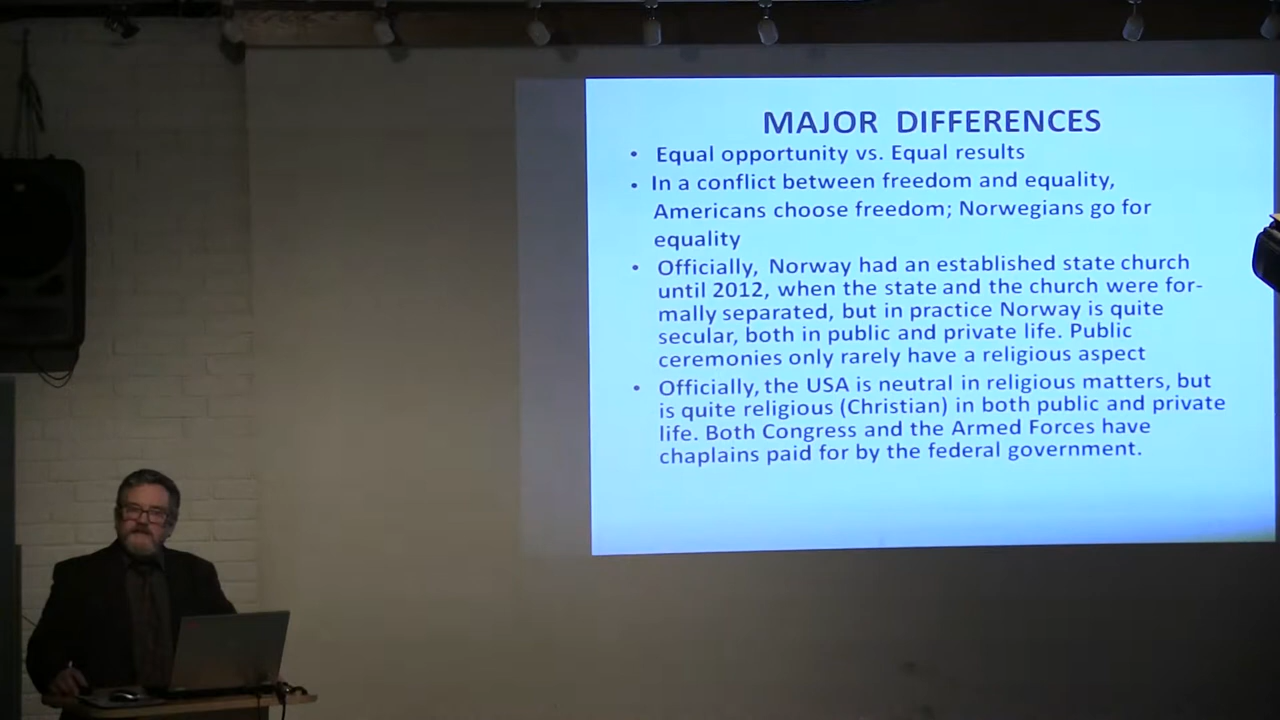 MAJOR DIFFERENCES
• Equal opportunity vs. Equal results
• In a conflict between freedom and equality,
Americans choose freedom; Norwegians go for
equality
• Officially, Norway had an established state church
until 2012, when the state and the church were for-
mally separated, but in practice Norway is quite
secular, both in public and private life. Public
ceremonies only rarely have a religious aspect
• Officially, the USA is neutral in religious matters, but
is quite religious (Christian) in both public and private
life. Both Congress and the Armed Forces have
chaplains paid for by the federal government.